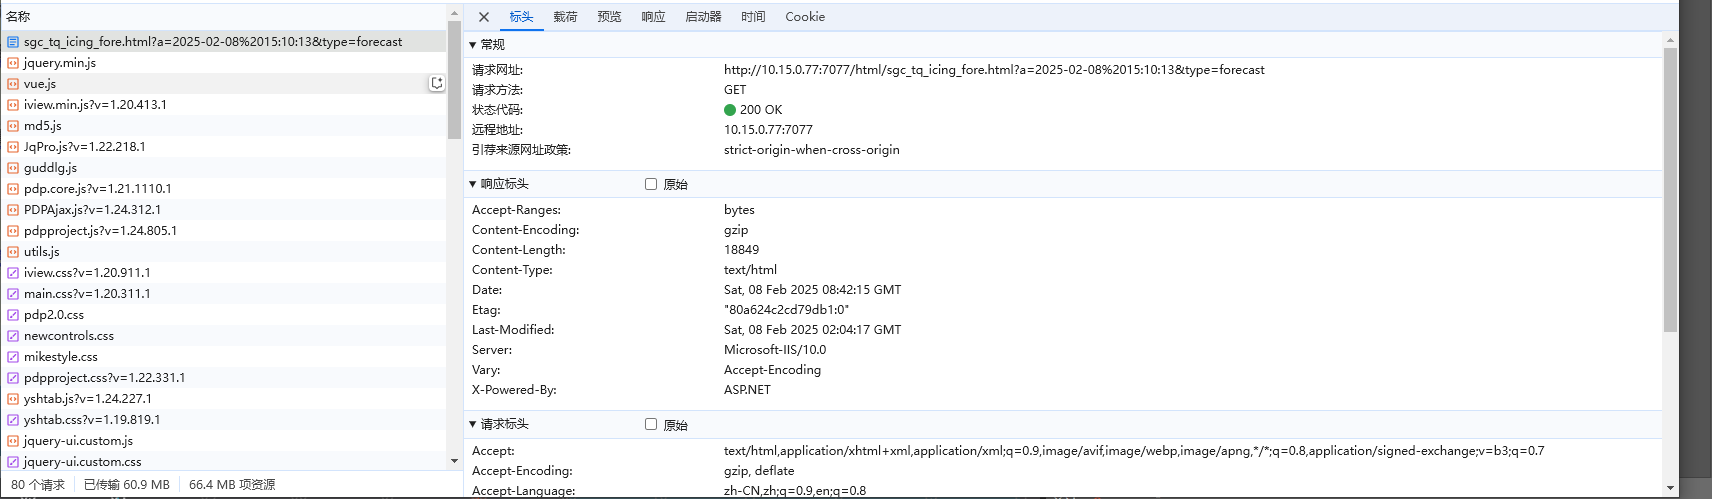 名称
sgc_tq_icing_fore.html?a=2025-02-08%2015:10:13&type=forecast
jquery.min.js
vue.js
iview.min.js?v=1.20.413.1
md5.js
JqPro.js?v=1.22.218.1
guddlg.js
pdp.core.js?v=1.21.1110.1
PDPAjax.js?v=1.24.312.1
pdpproject.js?v=1.24.805.1
utils.js
iview.css?v=1.20.911.1
main.css?v=1.20.311.1
pdp2.0.css
newcontrols.css
mikestyle.css
pdpproject.css?v=1.22.331.1
yshtab.js?v=1.24.227.1
yshtab.css?v=1.19.819.1
jquery-ui.custom.js
jquery-ui.custom.css
80 个请求 已传输 60.9 MB 66.4 MB 项资源
标头 载荷 预览 响应 启动器 时间 Cookie
常规
请求网址: http://10.15.0.77:7077/html/sgc_tq_icing_fore.html?a=2025-02-08%2015:10:13&type=forecast
请求方法: GET
状态代码: 200 OK
远程地址: 10.15.0.77:7077
引荐来源网址政策: strict-origin-when-cross-origin
响应标头 原始
Accept-Ranges: bytes
Content-Encoding: gzip
Content-Length: 18849
Content-Type: text/html
Date: Sat, 08 Feb 2025 08:42:15 GMT
Etag: "80a624c2cd79db1:0"
Last-Modified: Sat, 08 Feb 2025 02:04:17 GMT
Server: Microsoft-IIS/10.0
Vary: Accept-Encoding
X-Powered-By: ASP.NET
请求标头 原始
Accept: text/html,application/xhtml+xml,application/xml;q=0.9,image/avif,image/webp,image/apng,*/*;q=0.8,application/signed-exchange;v=b3;q=0.7
Accept-Encoding: gzip, deflate
Accept-Language: zh-CN,zh;q=0.9,en;q=0.8